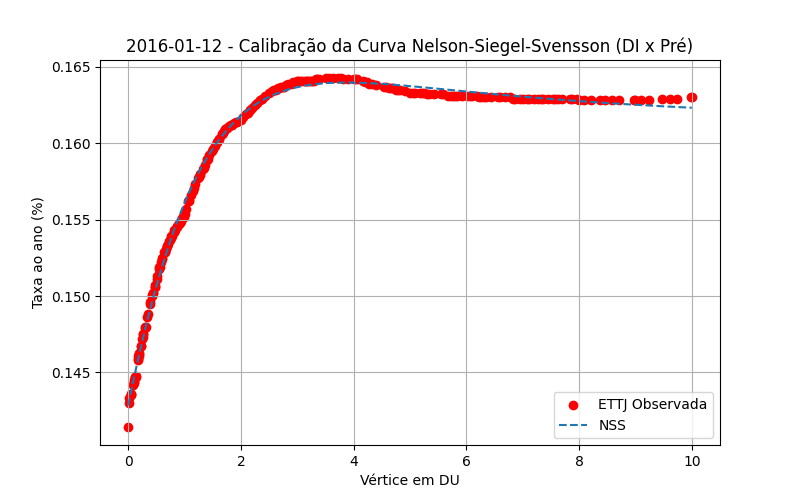 2016-01-12 - Calibração da Curva Nelson-Siegel-Svensson (DI x Pré)
0.165
0.160
0.155
0.150
0.145
Taxa ao ano (%)
ETTJ Observada
NSS
0 2 4 6 8 10
Vértice em DU